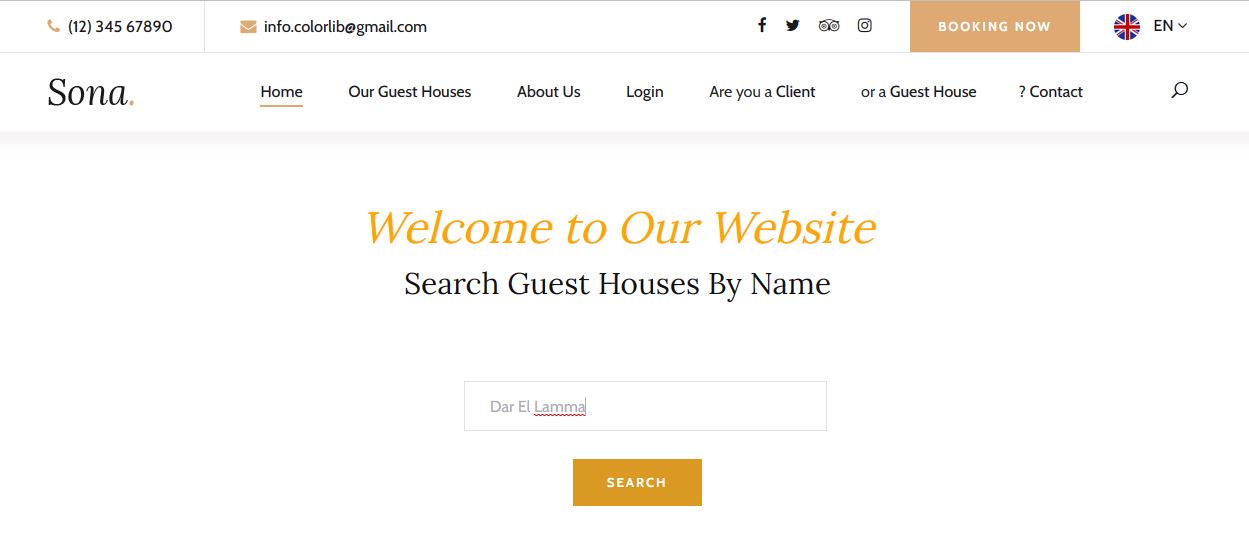 (12) 345 67890 info.colorlib@gmail.com BOOKING NOW EN
Sona. Home Our Guest Houses About Us Login Are you a Client or a Guest House ? Contact
Welcome to Our Website
Search Guest Houses By Name
Dar El Lamma
SEARCH